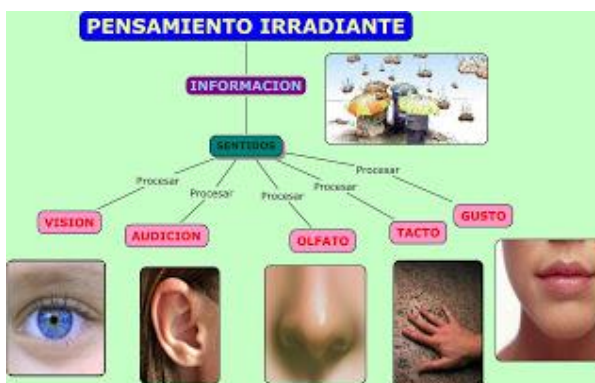 PENSAMIENTO IRRADIANTE
INFORMACION
SENTIDOS
Procesar
Procesar
Procesar
Procesar
Procesar
VISION
AUDICION
OLFATO
TACTO
GUSTO